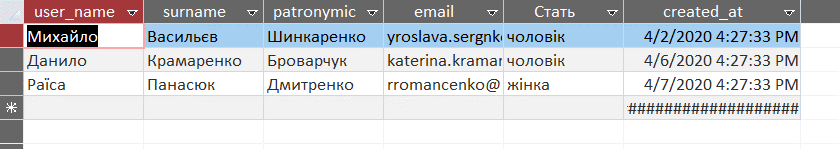 user_name surname patronymic email Стать created_at
Михайло Васильєв Шинкаренко yroslava.sergnk чоловік 4/2/2020 4:27:33 PM
Данило Крамаренко Броварчук katerina.kramar чоловік 4/6/2020 4:27:33 PM
Раїса Панасюк Дмитренко rromancenko@ жінка 4/7/2020 4:27:33 PM
###################